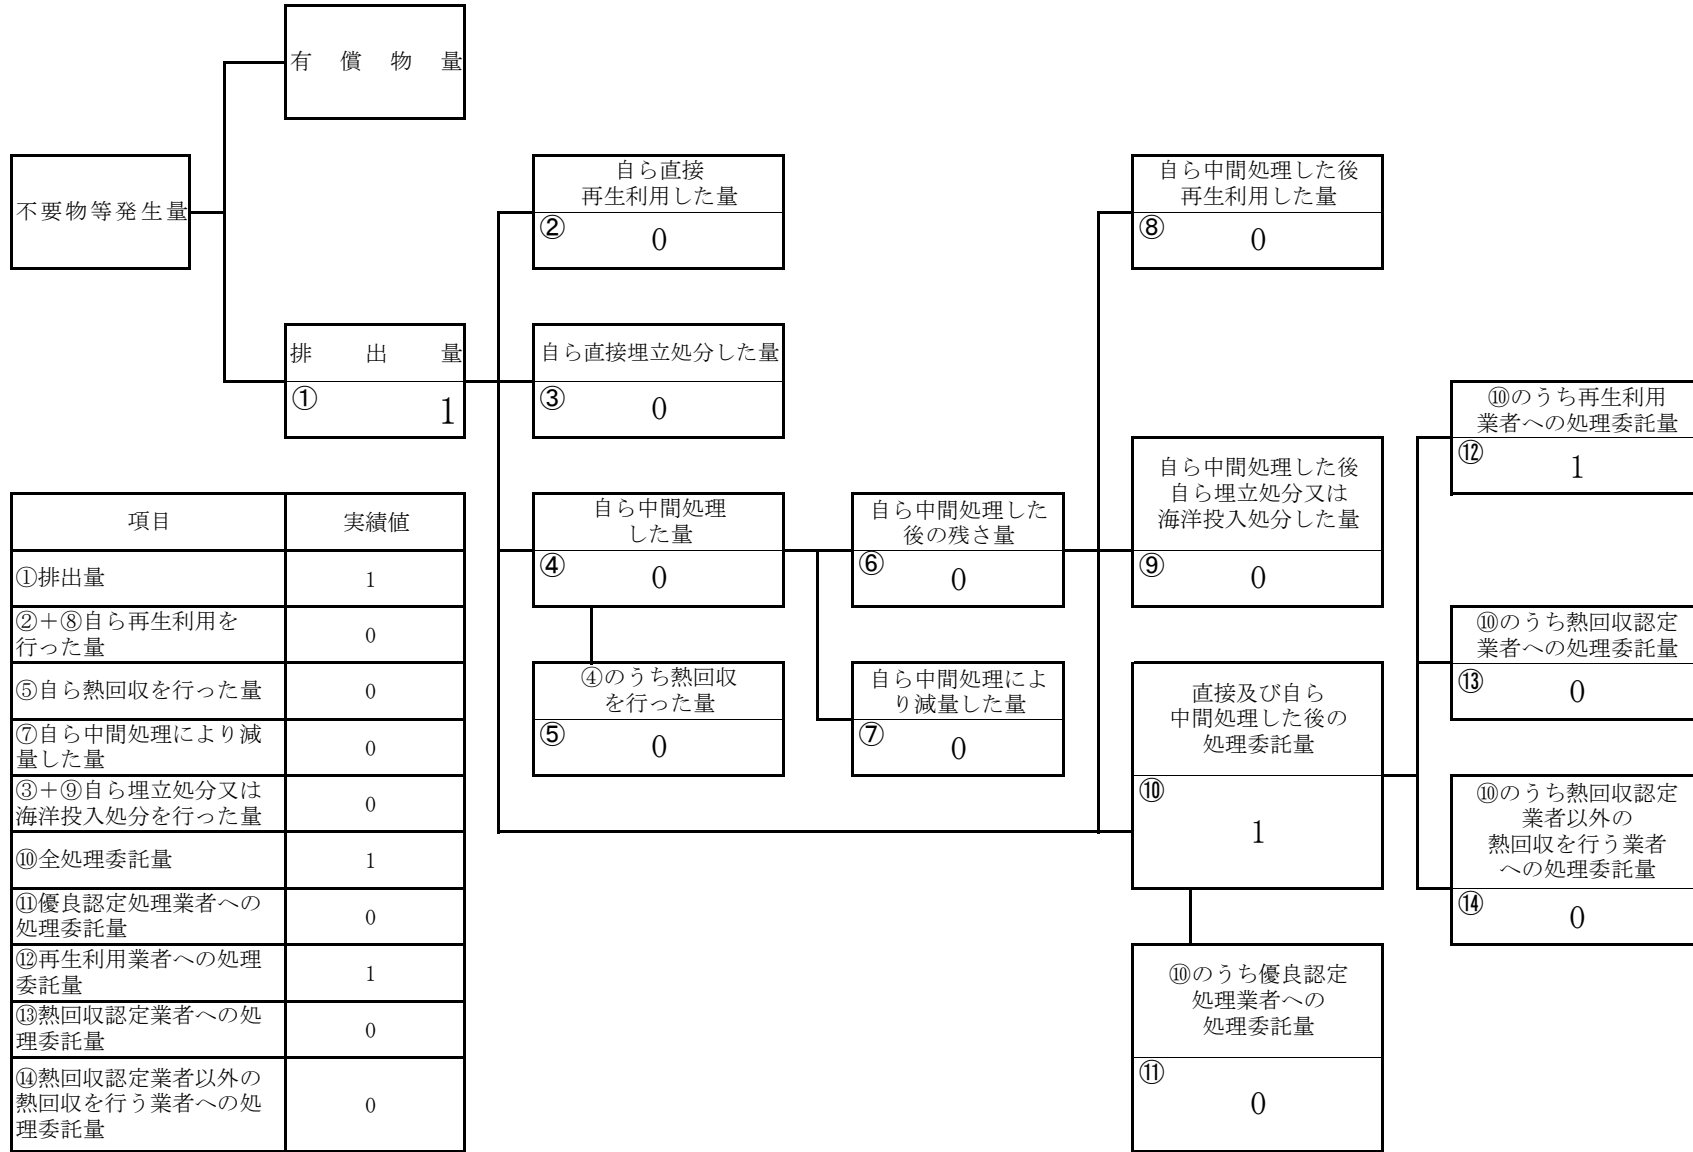 有償物量
不要物等発生量
排出量
①
1
自ら直接
再生利用した量
②
0
自ら直接埋立処分した量
③
0
自ら中間処理
した量
④
0
④のうち熱回収
を行った量
⑤
0
自ら中間処理した
後の残さ量
⑥
0
自ら中間処理によ
り減量した量
⑦
0
自ら中間処理した後
再生利用した量
⑧
0
自ら中間処理した後
自ら埋立処分又は
海洋投入処分した量
⑨
0
直接及び自ら
中間処理した後の
処理委託量
⑩
1
⑩のうち優良認定
処理業者への
処理委託量
⑪
0
⑩のうち再生利用
業者への処理委託量
⑫
1
⑩のうち熱回収認定
業者への処理委託量
⑬
0
⑩のうち熱回収認定
業者以外の
熱回収を行う業者
への処理委託量
⑭
0
項目 実績値
①排出量 1
②＋⑧自ら再生利用を
行った量 0
⑤自ら熱回収を行った量 0
⑦自ら中間処理により減
量した量 0
③＋⑨自ら埋立処分又は
海洋投入処分を行った量 0
⑩全処理委託量 1
⑪優良認定処理業者への
処理委託量 0
⑫再生利用業者への処理
委託量 1
⑬熱回収認定業者への処
理委託量 0
⑭熱回収認定業者以外の
熱回収を行う業者への処
理委託量 0